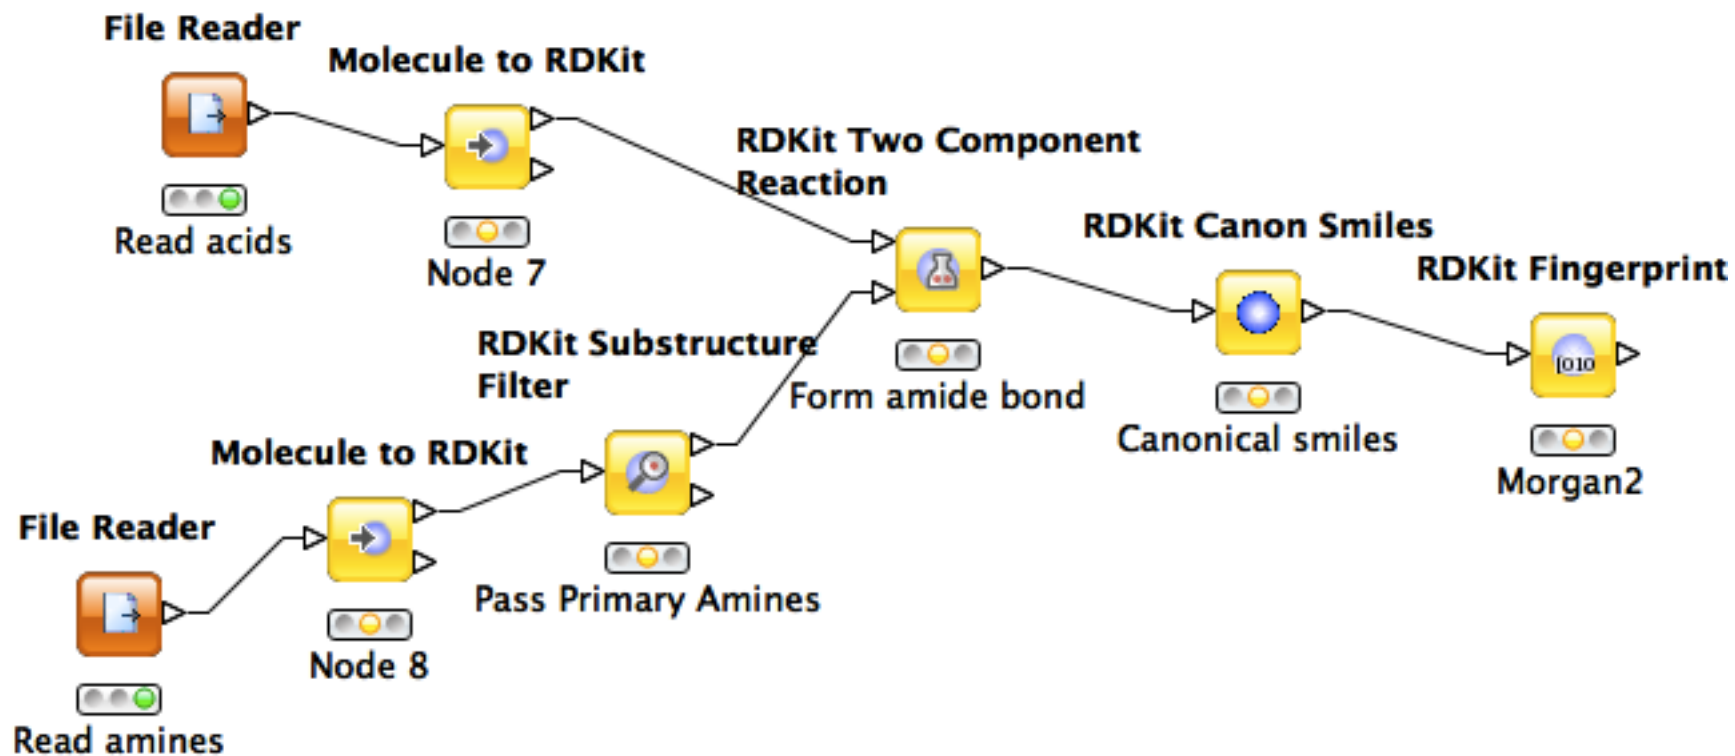 File Reader
Molecule to RDKit
RDKit Two Component
Reaction
Read acids
RDKit Canon Smiles
Node 7
RDKit Fingerprint
RDKit Substructure
Filter
[010
Form amide bond
Canonical smiles
Molecule to RDKit
Morgan2
File Reader
Pass Primary Amines
Node 8
Read amines